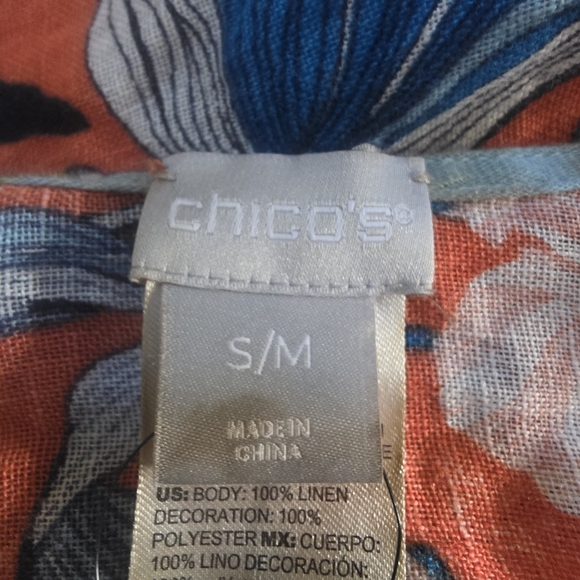 chico's®
S/M
MADE IN
CHINA
US: BODY: 100% LINEN
DECORATION: 100%
POLYESTER MX: CUERPO:
100% LINO DECORACIÓN: